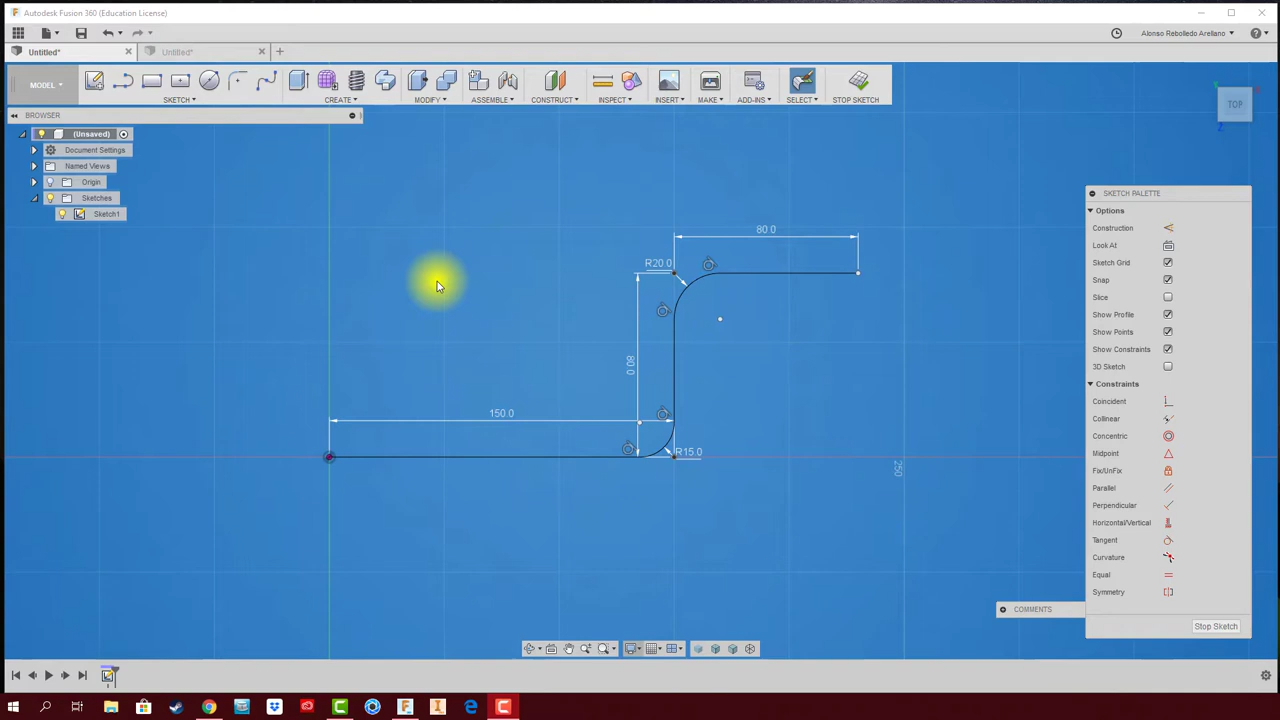 Autodesk Fusion 360 (Education License)
Alonso Rebolledo Arellano
Untitled*
Untitled*
MODEL
SKETCH
CREATE
MODIFY
ASSEMBLE
CONSTRUCT
INSPECT
INSERT
MAKE
ADD-INS
SELECT
STOP SKETCH
BROWSER
(Unsaved)
Document Settings
Named Views
Origin
Sketches
Sketch1
TOP
Z
SKETCH PALETTE
Options
Construction
Look At
Sketch Grid
Snap
Slice
Show Profile
Show Points
Show Constraints
3D Sketch
Constraints
Coincident
Collinear
Concentric
Midpoint
Fix/UnFix
Parallel
Perpendicular
Horizontal/Vertical
Tangent
Curvature
Equal
Symmetry
Stop Sketch
80.0
R20.0
80.0
150.0
R15.0
250
COMMENTS